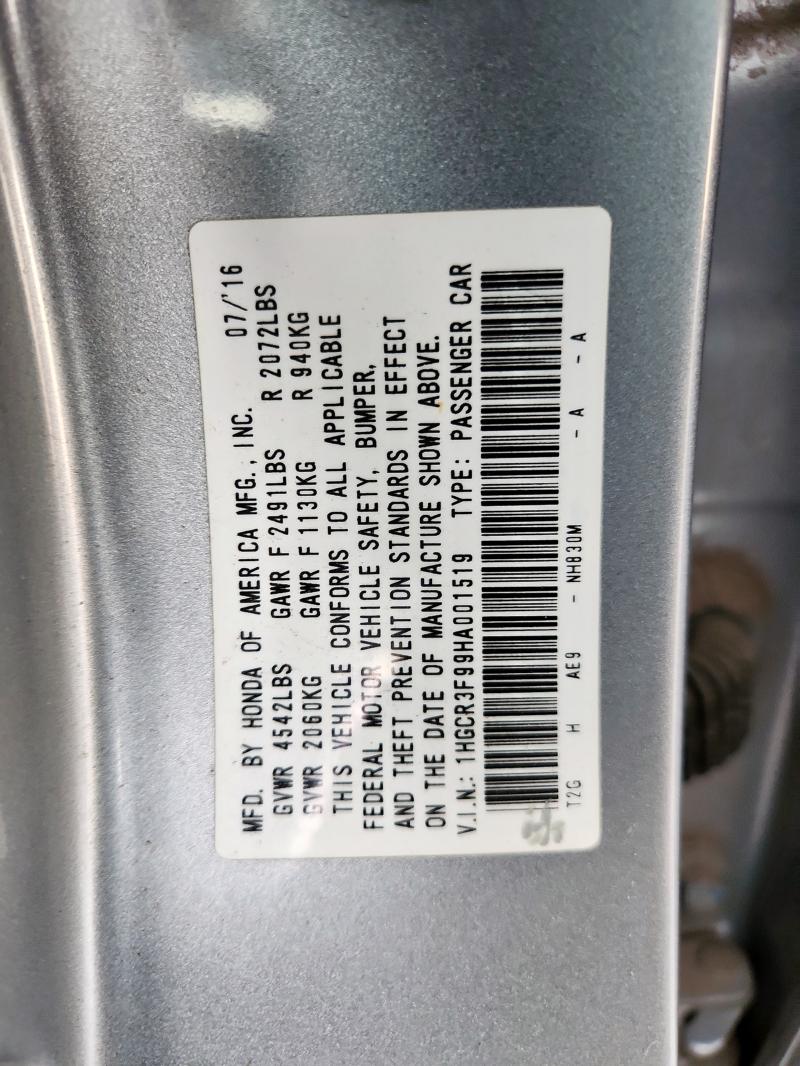 MFD. BY HONDA OF AMERICA MFG., INC. 07/'16
GVWR 4542LBS GAWR F 2491LBS R 2072LBS
GVWR 2060KG GAWR F 1130KG R 940KG
THIS VEHICLE CONFORMS TO ALL APPLICABLE
FEDERAL MOTOR VEHICLE SAFETY, BUMPER,
AND THEFT PREVENTION STANDARDS IN EFFECT
ON THE DATE OF MANUFACTURE SHOWN ABOVE.
V.I.N.: 1HGCR3F99HA001519 TYPE: PASSENGER CAR
T2G H AE9 - NH830M - A - A